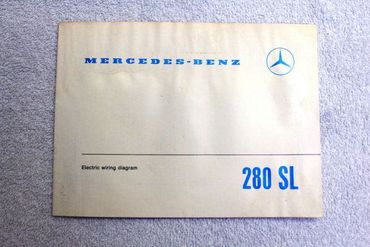 MERCEDES-BENZ
Electric wiring diagram
280 SL